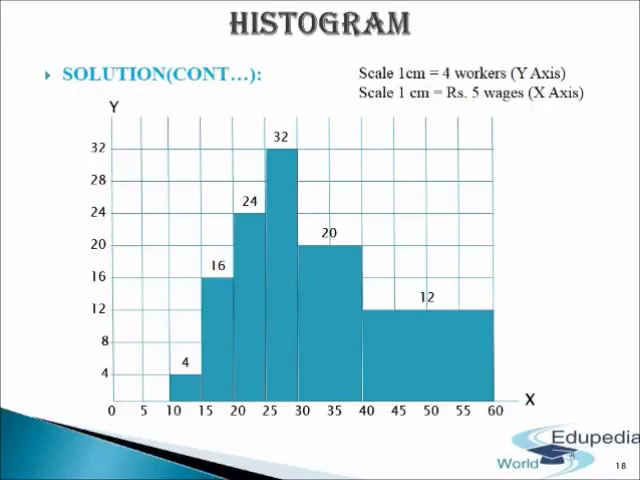 HISTOGRAM
SOLUTION(CONT…):
Scale 1cm = 4 workers (Y Axis)
Scale 1 cm = Rs. 5 wages (X Axis)
Y
32
32
28
24
24
20
20
16
16
12
12
8
4
4
X
0 5 10 15 20 25 30 35 40 45 50 55 60
Edupedia
World
18